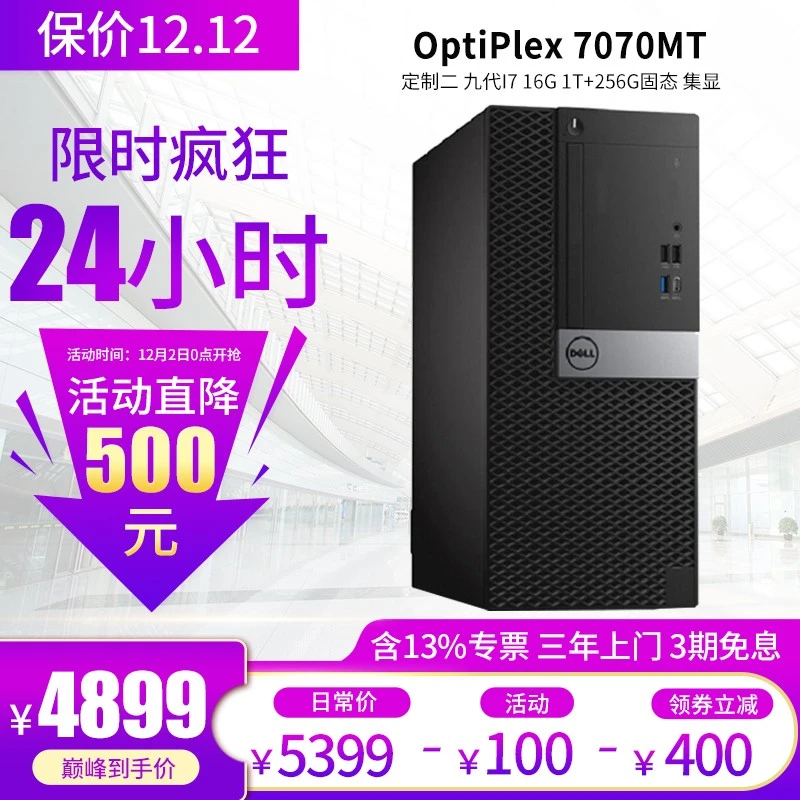 保价12.12
OptiPlex 7070MT
定制二 九代I7 16G 1T+256G固态 集显
限时疯狂
24小时
活动时间：12月2日0点开抢
活动直降
500
元
DELL
含13%专票 三年上门 3期免息
¥4899
巅峰到手价
日常价 活动 领券立减
¥5399 - ¥100 - ¥400